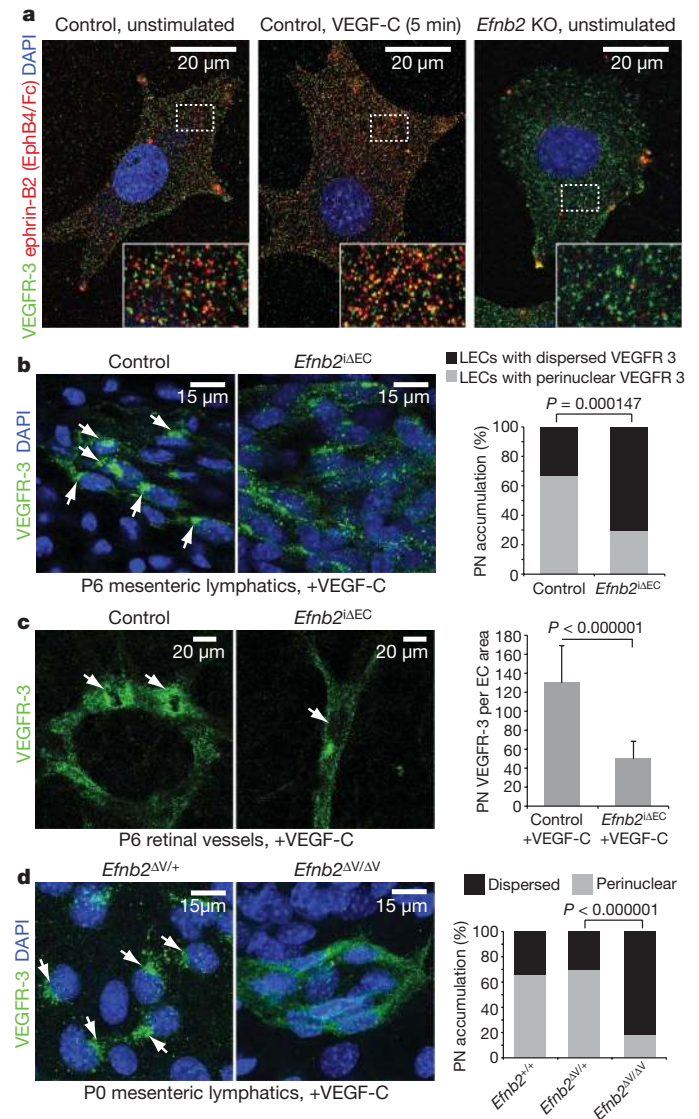 a
Control, unstimulated
Control, VEGF-C (5 min)
Efnb2 KO, unstimulated
VEGFR-3 ephrin-B2 (EphB4/Fc) DAPI
20 µm
20 µm
20 µm
b
Control
Efnb2iΔEC
VEGFR-3 DAPI
15 µm
15 µm
P6 mesenteric lymphatics, +VEGF-C
LECs with dispersed VEGFR 3
LECs with perinuclear VEGFR 3
P = 0.000147
PN accumulation (%)
100
80
60
40
20
0
Control
Efnb2iΔEC
c
Control
Efnb2iΔEC
VEGFR-3
20 µm
20 µm
P6 retinal vessels, +VEGF-C
P < 0.000001
PN VEGFR-3 per EC area
180
160
140
120
100
80
60
40
20
0
Control
+VEGF-C
Efnb2iΔEC
+VEGF-C
d
Efnb2ΔV/+
Efnb2ΔV/ΔV
VEGFR-3 DAPI
15µm
15 µm
P0 mesenteric lymphatics, +VEGF-C
Dispersed
Perinuclear
P < 0.000001
PN accumulation (%)
100
80
60
40
20
0
Efnb2+/+
Efnb2ΔV/+
Efnb2ΔV/ΔV